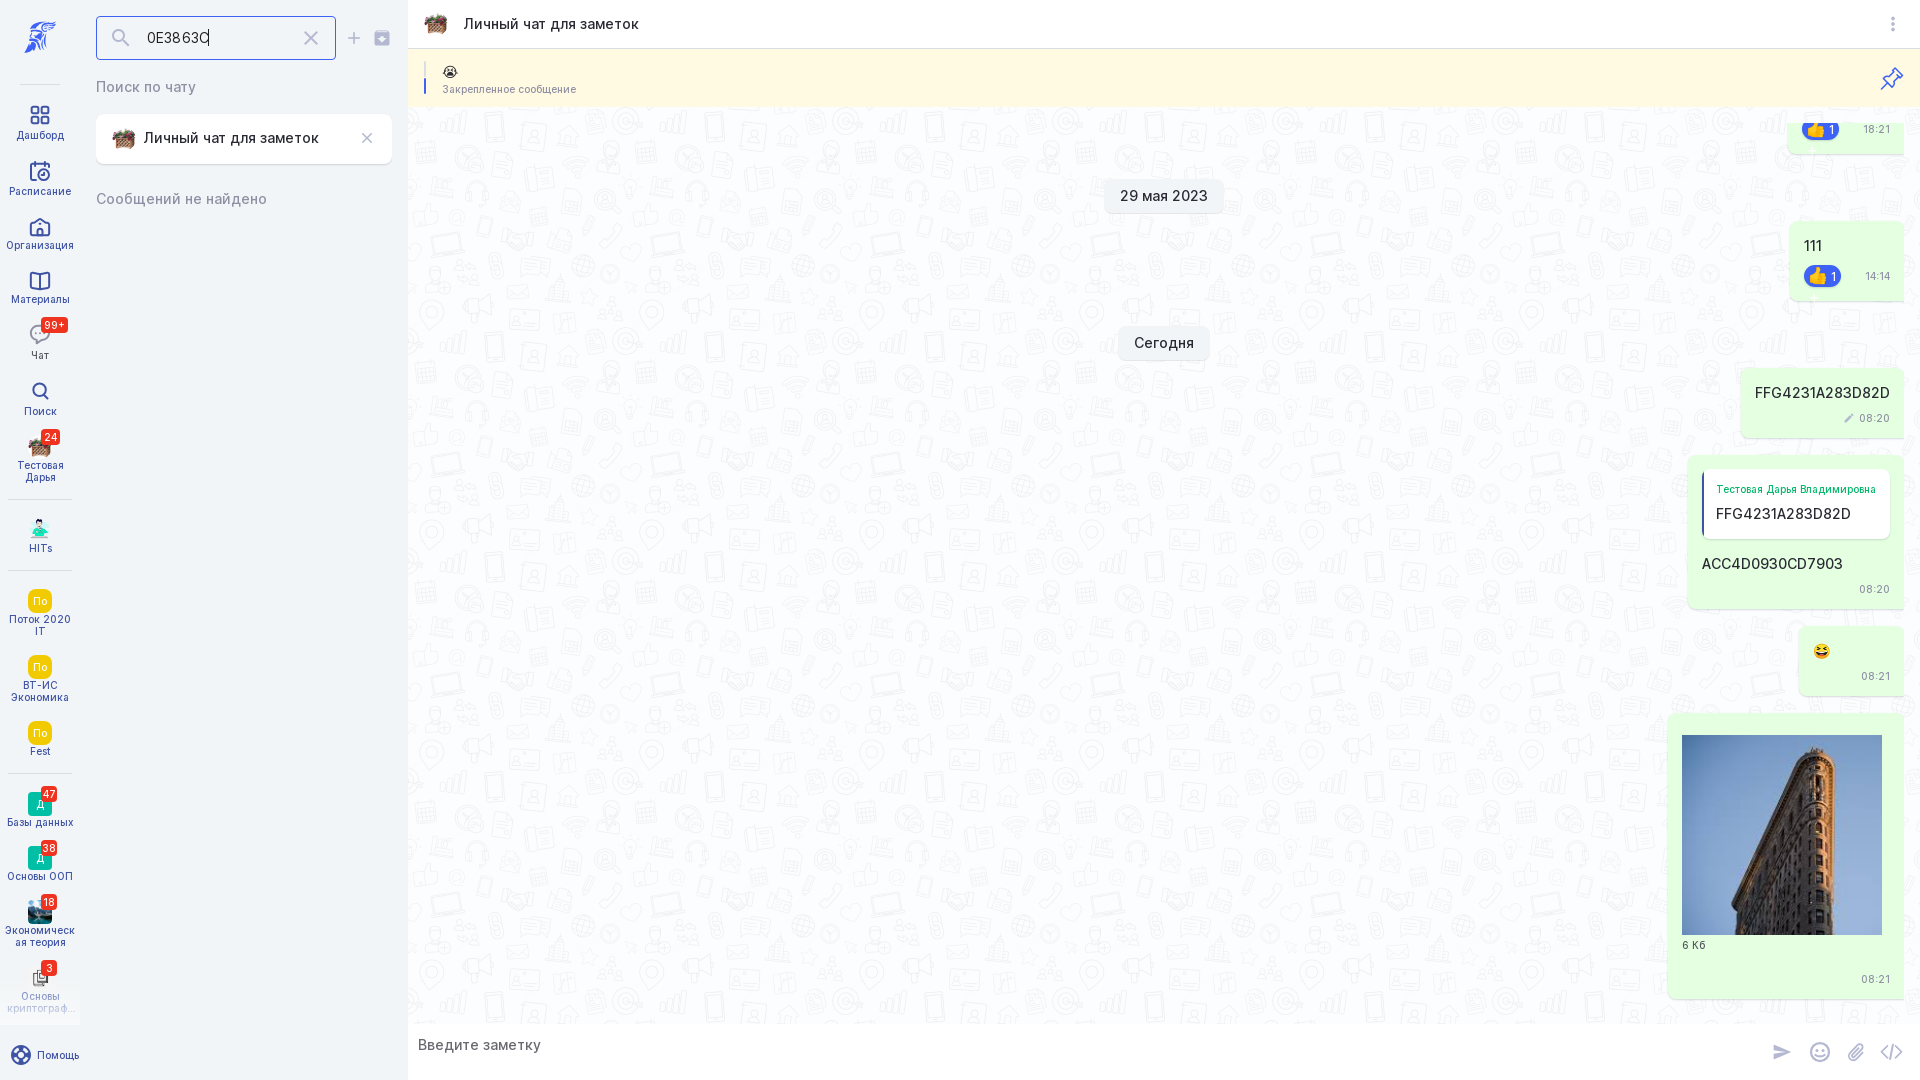 0E3863C
Поиск по чату
Личный чат для заметок
Сообщений не найдено
Дашборд
Расписание
Организация
Материалы
99+
Чат
Поиск
24
Тестовая
Дарья
HITs
По
Поток 2020
IT
По
ВТ-ИС
Экономика
По
Fest
47
Д
Базы данных
38
Д
Основы ООП
18
Экономическ
ая теория
3
Основы
криптограф...
Помощь
Личный чат для заметок
Закрепленное сообщение
1
18:21
29 мая 2023
111
1
14:14
Сегодня
FFG4231A283D82D
08:20
Тестовая Дарья Владимировна
FFG4231A283D82D
ACC4D0930CD7903
08:20
08:21
6 Кб
08:21
Введите заметку